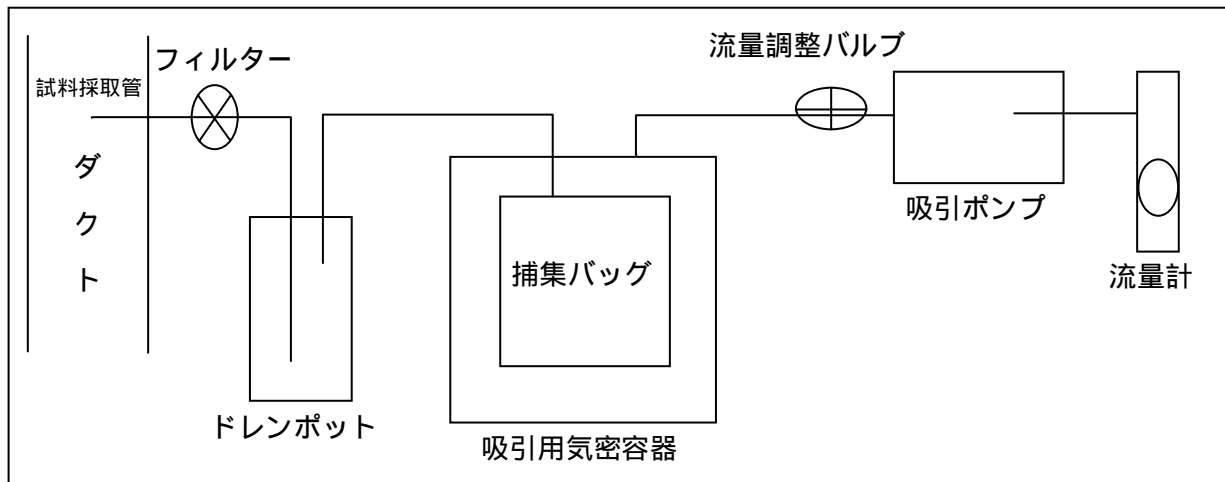 試料採取管
フィルター
ダクト
ドレンポット
捕集バッグ
吸引用気密容器
流量調整バルブ
吸引ポンプ
流量計